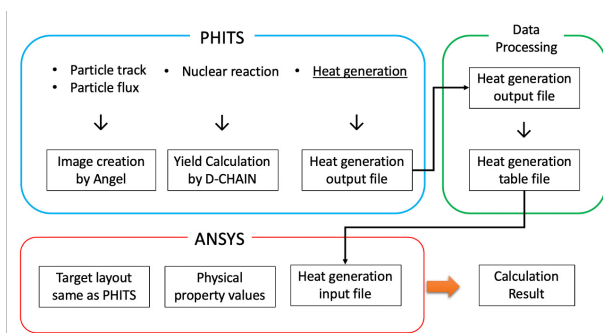 PHITS
• Particle track
• Particle flux
• Nuclear reaction
• Heat generation
Image creation
by Angel
Yield Calculation
by D-CHAIN
Heat generation
output file
Data
Processing
Heat generation
output file
Heat generation
table file
ANSYS
Target layout
same as PHITS
Physical
property values
Heat generation
input file
Calculation
Result